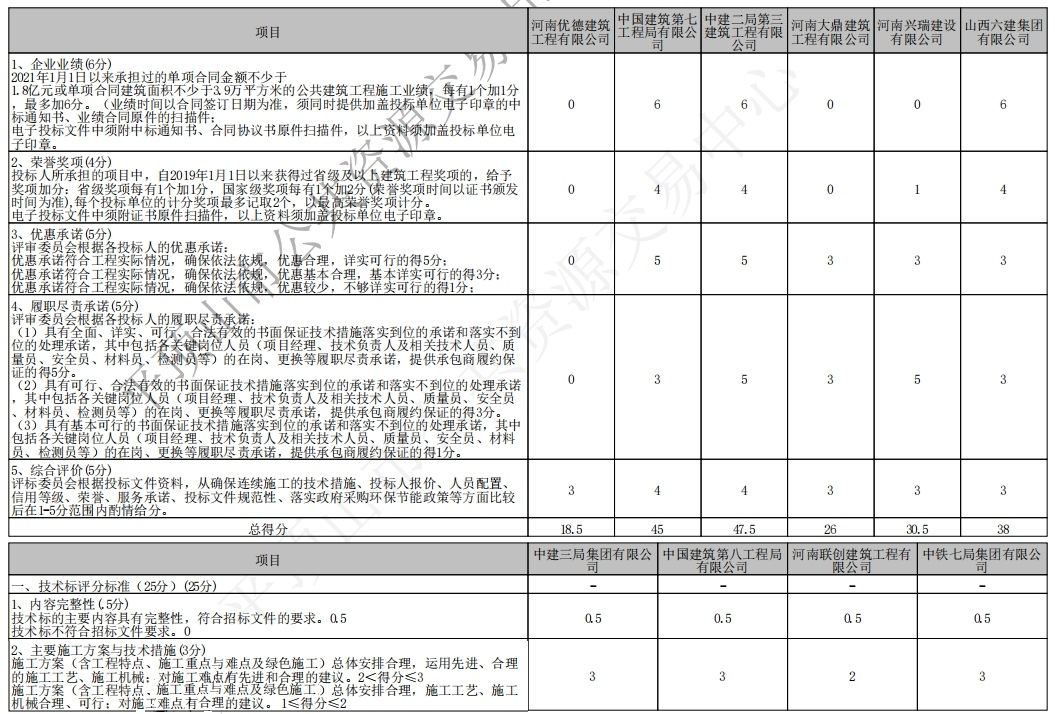 项目
河南优德建筑
工程有限公司
中国建筑第七
工程局有限公
司
中建二局第三
建筑工程有限
公司
河南大鼎建筑
工程有限公司
河南兴瑞建设
有限公司
山西六建集团
有限公司
1、企业业绩(6分)
2021年1月1日以来承担过的单项合同金额不少于
1.8亿元或单项合同建筑面积不少于3.9万平方米的公共建筑工程施工业绩，每有1个加1分
，最多加6分。（业绩时间以合同签订日期为准，须同时提供加盖投标单位电子印章的中
标通知书、业绩合同原件的扫描件；
电子投标文件中须附中标通知书、合同协议书原件扫描件，以上资料须加盖投标单位电
子印章。
0 6 6 0 0 6
2、荣誉奖项(4分)
投标人所承担的项目中，自2019年1月1日以来获得过省级及以上建筑工程奖项的，给予
奖项加分：省级奖项每有1个加1分，国家级奖项每有1个加2分(荣誉奖项时间以证书颁发
时间为准),每个投标单位的计分奖项最多记取2个，以最高荣誉奖项计分。
电子投标文件中须附证书原件扫描件，以上资料须加盖投标单位电子印章。
0 4 4 0 1 4
3、优惠承诺(5分)
评审委员会根据各投标人的优惠承诺：
优惠承诺符合工程实际情况，确保依法依规，优惠合理，详实可行的得5分；
优惠承诺符合工程实际情况，确保依法依规，优惠基本合理，基本详实可行的得3分；
优惠承诺符合工程实际情况，确保依法依规，优惠较少，不够详实可行的得1分；
0 5 5 3 3 3
4、履职尽责承诺(5分)
评审委员会根据各投标人的履职尽责承诺：
（1）具有全面、详实、可行、合法有效的书面保证技术措施落实到位的承诺和落实不到
位的处理承诺，其中包括各关键岗位人员（项目经理、技术负责人及相关技术人员、质
量员、安全员、材料员、检测员等）的在岗、更换等履职尽责承诺，提供承包商履约保
证的得5分。
（2）具有可行、合法有效的书面保证技术措施落实到位的承诺和落实不到位的处理承诺
，其中包括各关键岗位人员（项目经理、技术负责人及相关技术人员、质量员、安全员
、材料员、检测员等）的在岗、更换等履职尽责承诺，提供承包商履约保证的得3分。
（3）具有基本可行的书面保证技术措施落实到位的承诺和落实不到位的处理承诺，其中
包括各关键岗位人员（项目经理、技术负责人及相关技术人员、质量员、安全员、材料
员、检测员等）的在岗、更换等履职尽责承诺，提供承包商履约保证的得1分。
0 3 5 3 5 3
5、综合评价(5分)
评标委员会根据投标文件资料，从确保连续施工的技术措施、投标人报价、人员配置、
信用等级、荣誉、服务承诺、投标文件规范性、落实政府采购环保节能政策等方面比较
后在1-5分范围内酌情给分。
3 4 4 3 3 3
总得分 18.5 45 47.5 26 30.5 38
项目
中建三局集团有限公
司
中国建筑第八工程局
有限公司
河南联创建筑工程有
限公司
中铁七局集团有限公
司
一、技术标评分标准（25分）(25分) - - - -
1、内容完整性(.5分)
技术标的主要内容具有完整性，符合招标文件的要求。0.5
技术标不符合招标文件要求。0
0.5 0.5 0.5 0.5
2、主要施工方案与技术措施(3分)
施工方案（含工程特点、施工重点与难点及绿色施工）总体安排合理，运用先进、合理
的施工工艺、施工机械；对施工难点有先进和合理的建议。2<得分≤3
施工方案（含工程特点、施工重点与难点及绿色施工）总体安排合理，施工工艺、施工
机械合理、可行；对施工难点有合理的建议。1≤得分≤2
3 3 2 3